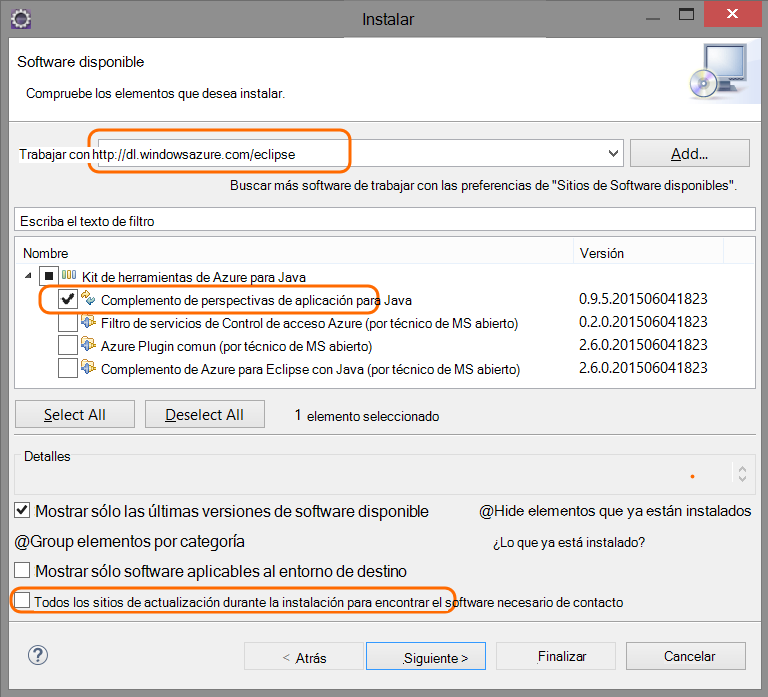 Instalar
Software disponible
Compruebe los elementos que desea instalar.
Trabajar con http://dl.windowsazure.com/eclipse
Add...
Buscar más software de trabajar con las preferencias de "Sitios de Software disponibles".
Escriba el texto de filtro
Nombre Versión
Kit de herramientas de Azure para Java
Complemento de perspectivas de aplicación para Java 0.9.5.201506041823
Filtro de servicios de Control de acceso Azure (por técnico de MS abierto) 0.2.0.201506041823
Azure Plugin comun (por técnico de MS abierto) 2.6.0.201506041823
Complemento de Azure para Eclipse con Java (por técnico de MS abierto) 2.6.0.201506041823
Select All Deselect All 1 elemento seleccionado
Detalles
Mostrar sólo las últimas versiones de software disponible @Hide elementos que ya están instalados
@Group elementos por categoría ¿Lo que ya está instalado?
Mostrar sólo software aplicables al entorno de destino
Todos los sitios de actualización durante la instalación para encontrar el software necesario de contacto
? < Atrás .Siguiente > Finalizar Cancelar